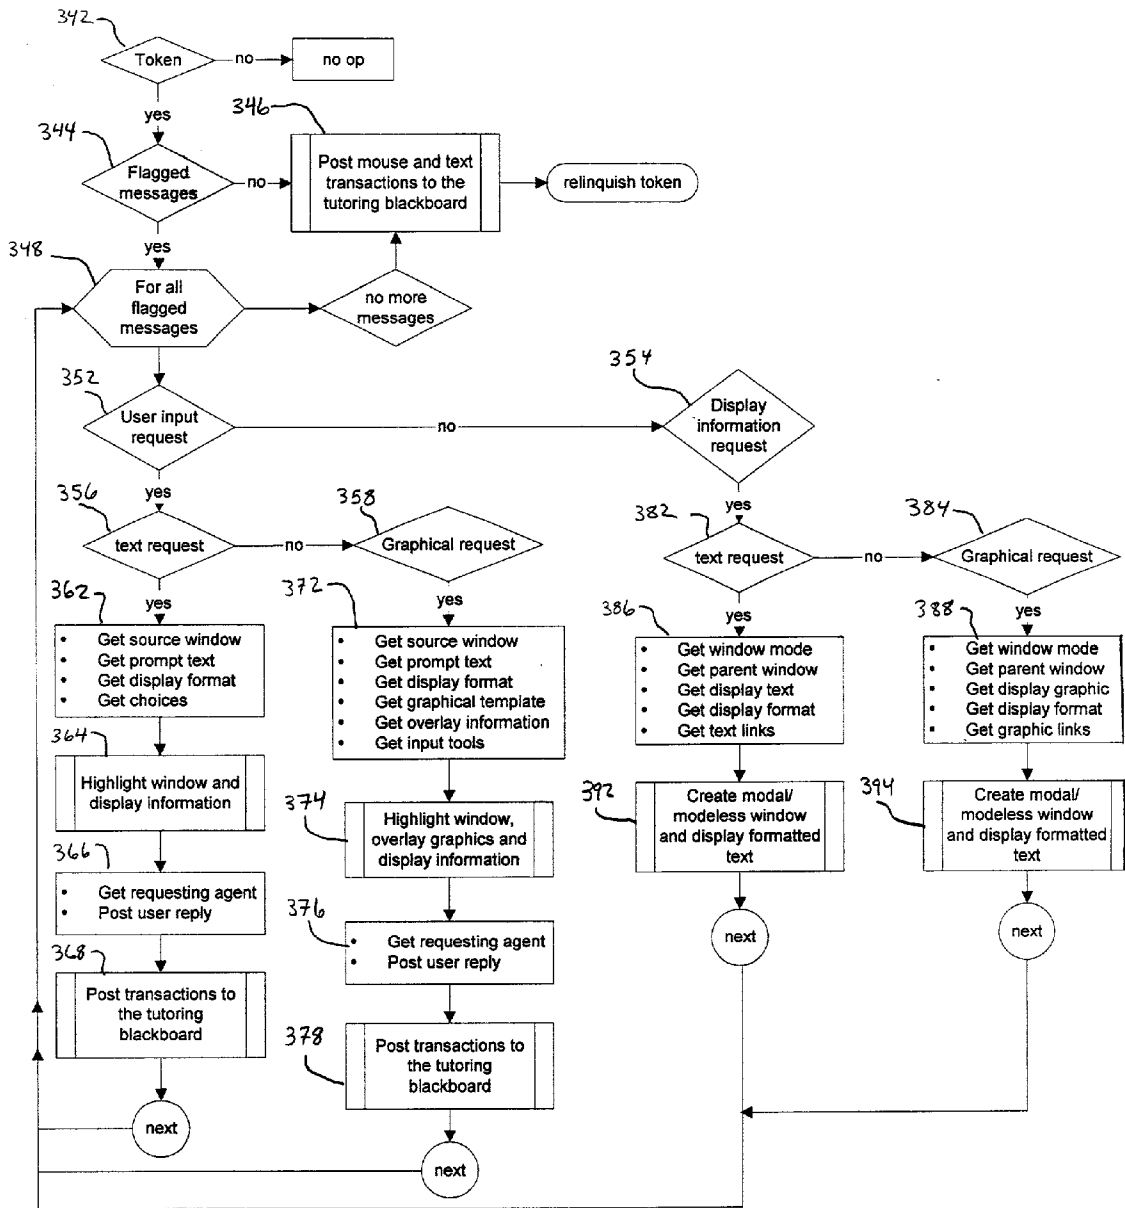 342
Token
no
no op
yes
346
344
Flagged
messages
no
Post mouse and text
transactions to the
tutoring blackboard
relinquish token
yes
348
For all
flagged
messages
no more
messages
352
354
User input
request
no
Display
information
request
yes
yes
356
358
382
384
text request
no
Graphical request
text request
no
Graphical request
yes
yes
yes
yes
362
• Get source window
• Get prompt text
• Get display format
• Get choices
372
• Get source window
• Get prompt text
• Get display format
• Get graphical template
• Get overlay information
• Get input tools
386
• Get window mode
• Get parent window
• Get display text
• Get display format
• Get text links
388
• Get window mode
• Get parent window
• Get display graphic
• Get display format
• Get graphic links
364
Highlight window and
display information
374
Highlight window,
overlay graphics and
display information
392
Create modal/
modeless window
and display formatted
text
394
Create modal/
modeless window
and display formatted
text
366
• Get requesting agent
• Post user reply
376
• Get requesting agent
• Post user reply
next
next
368
Post transactions to
the tutoring
blackboard
378
Post transactions to
the tutoring
blackboard
next
next